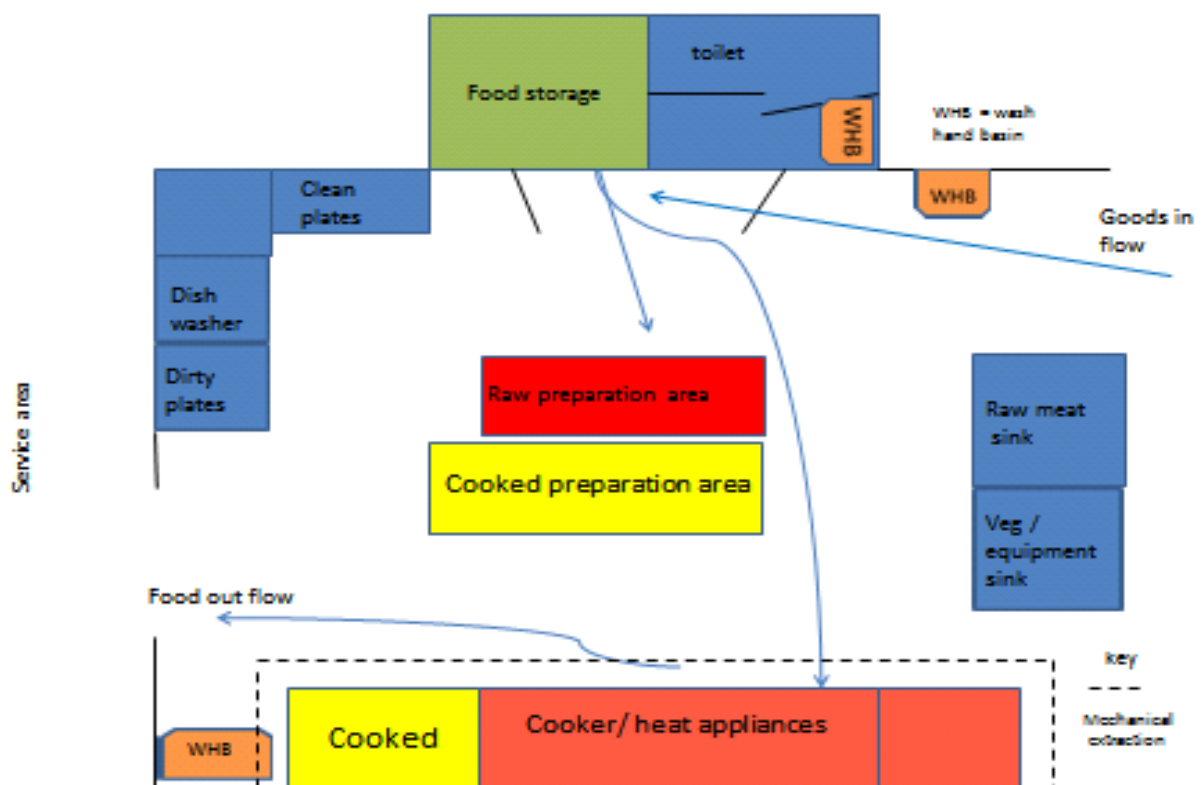 toilet
Food storage
WHB
WHB = wash
hand basin
WHB
Clean
plates
Goods in
flow
Dish
washer
Dirty
plates
Service area
Raw preparation area
Cooked preparation area
Raw meat
sink
Veg /
equipment
sink
Food out flow
key
Mechanical
extraction
Cooker/ heat appliances
Cooked
WHB